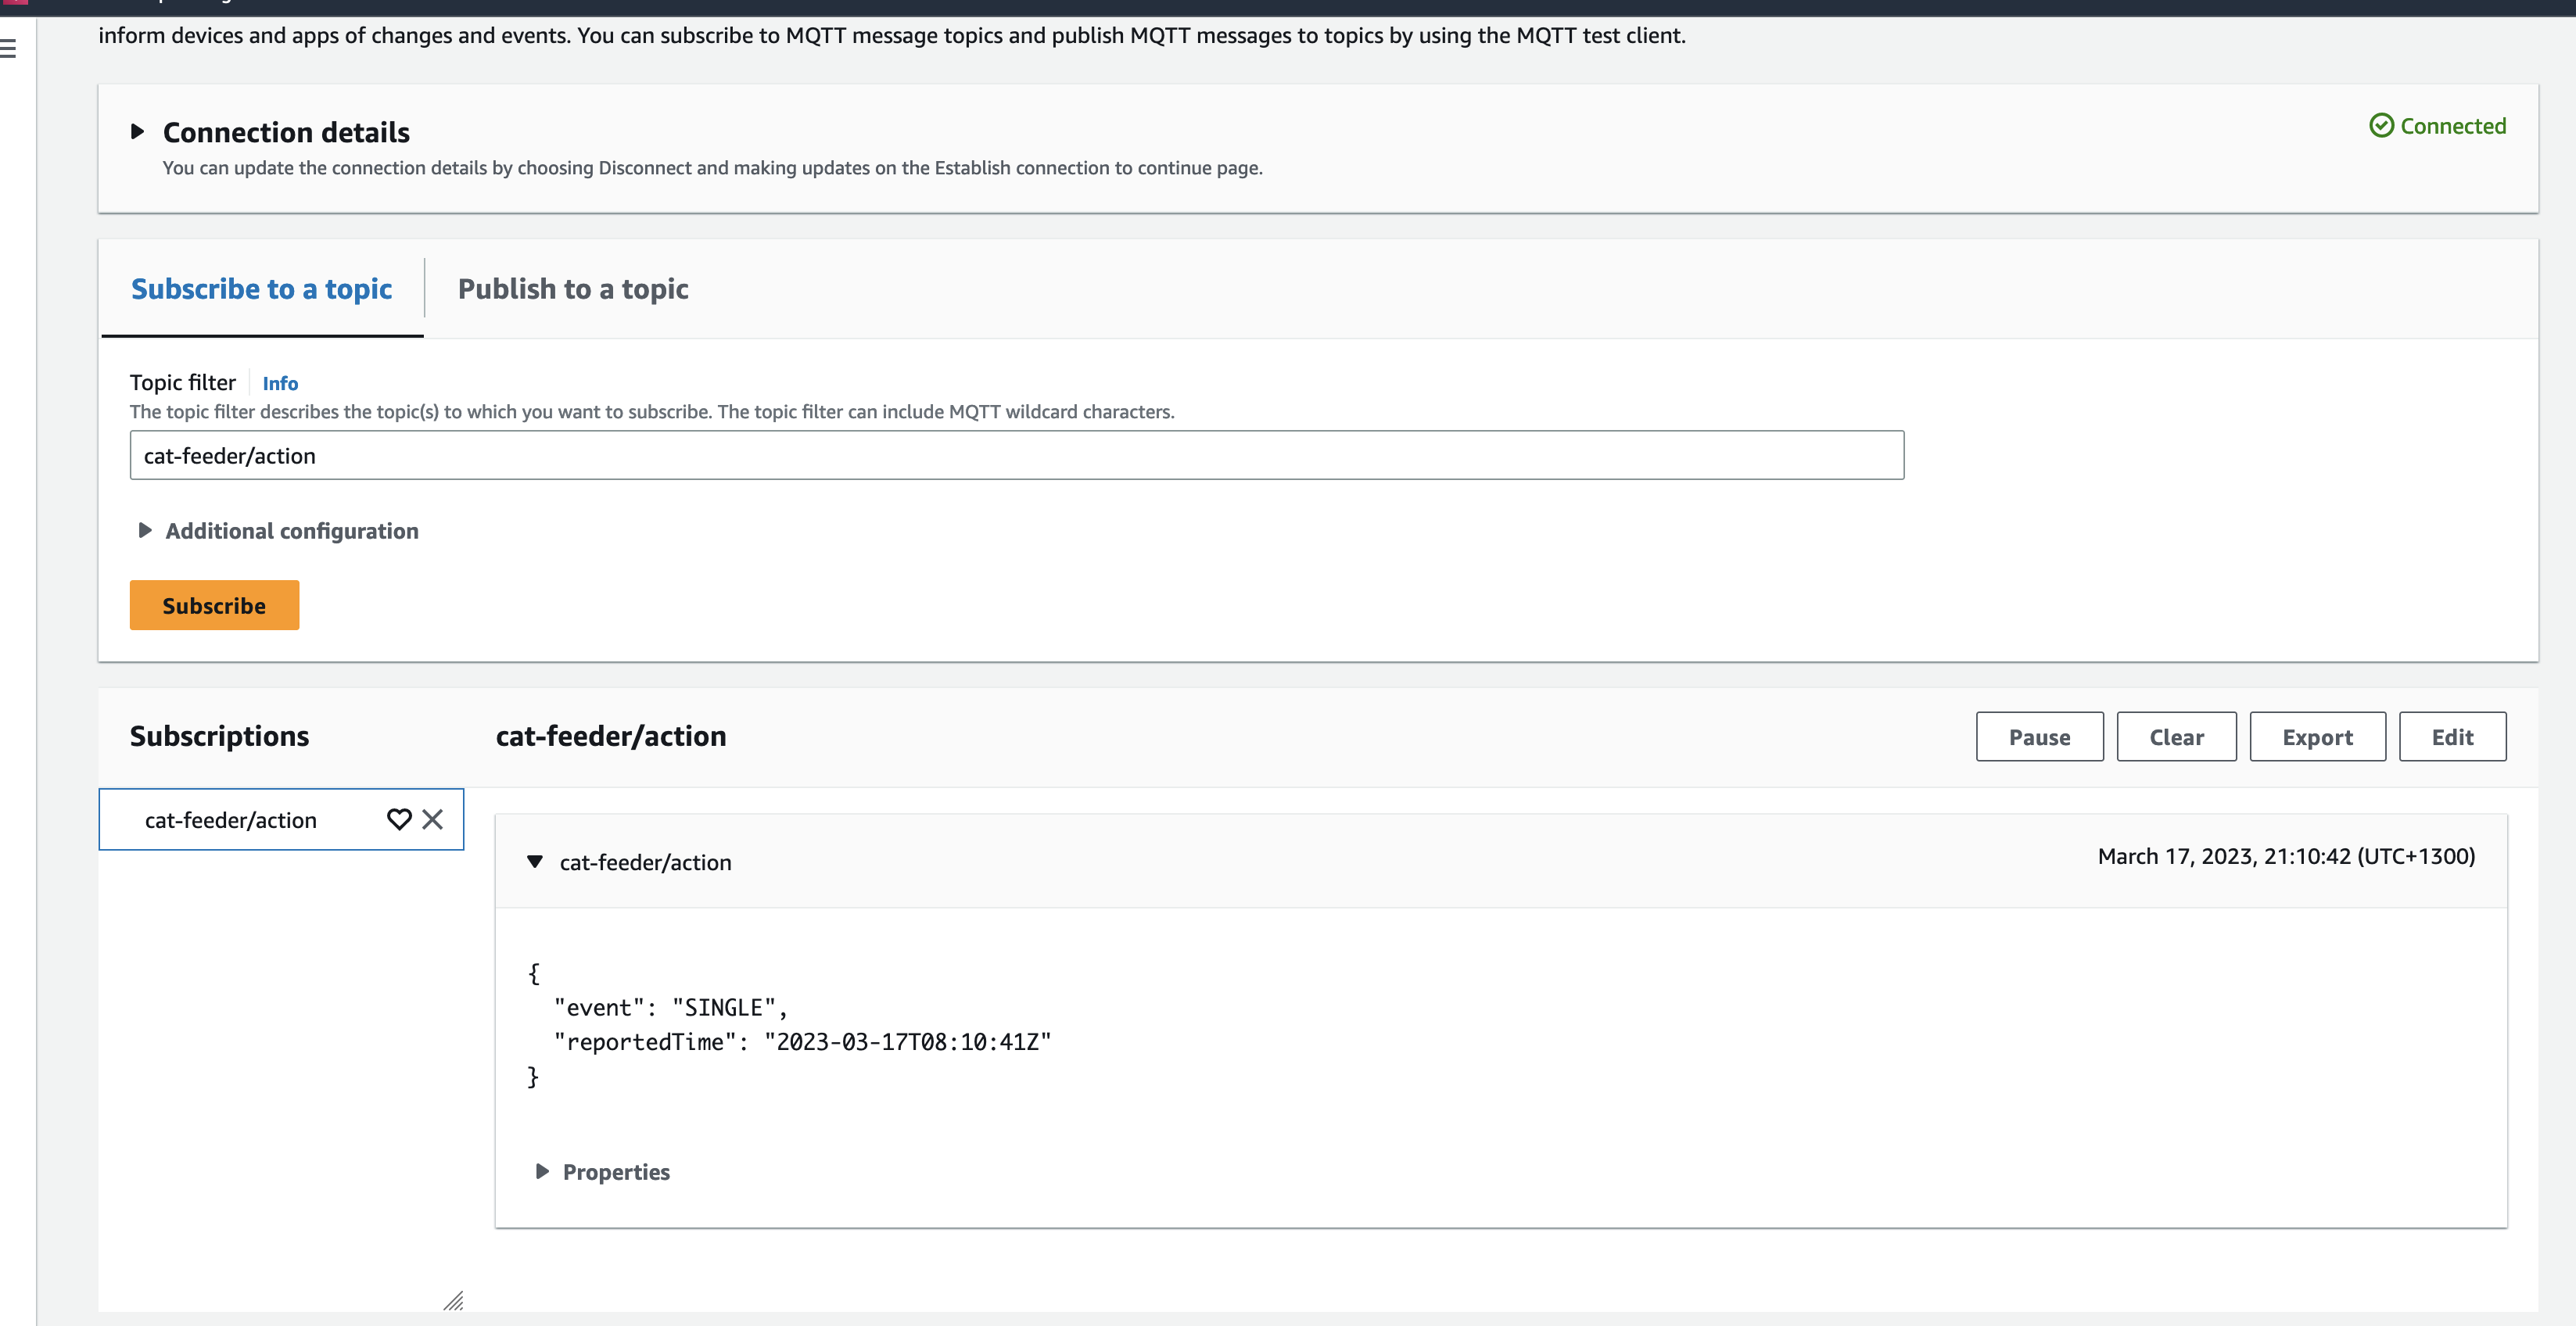 inform devices and apps of changes and events. You can subscribe to MQTT message topics and publish MQTT messages to topics by using the MQTT test client.
Connection details
Connected
You can update the connection details by choosing Disconnect and making updates on the Establish connection to continue page.
Subscribe to a topic
Publish to a topic
Topic filter
Info
The topic filter describes the topic(s) to which you want to subscribe. The topic filter can include MQTT wildcard characters.
cat-feeder/action
Additional configuration
Subscribe
Subscriptions
cat-feeder/action
Pause
Clear
Export
Edit
cat-feeder/action
cat-feeder/action
March 17, 2023, 21:10:42 (UTC+1300)
{
"event": "SINGLE",
"reportedTime": "2023-03-17T08:10:41Z"
}
Properties